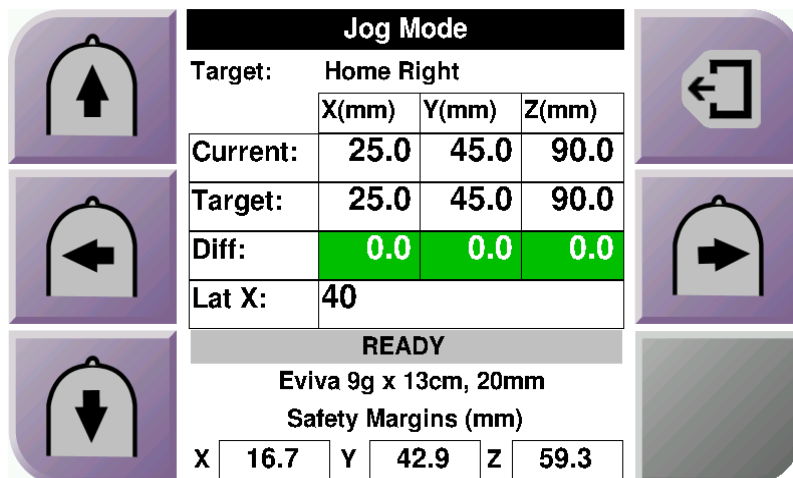 Jog Mode
Target: Home Right
X(mm) Y(mm) Z(mm)
Current: 25.0 45.0 90.0
Target: 25.0 45.0 90.0
Diff: 0.0 0.0 0.0
Lat X: 40
READY
Eviva 9g x 13cm, 20mm
Safety Margins (mm)
X 16.7 Y 42.9 Z 59.3